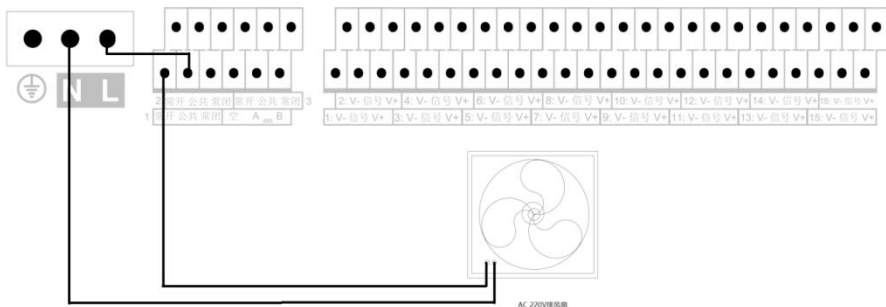 N L
2 常开 公共 常闭 常开 公共 常闭 3
1 常开 公共 常闭 空 A 485 B
2: V- 信号 V+ 4: V- 信号 V+ 6: V- 信号 V+ 8: V- 信号 V+ 10: V- 信号 V+ 12: V- 信号 V+ 14: V- 信号 V+ 16: V- 信号 V+
1: V- 信号 V+ 3: V- 信号 V+ 5: V- 信号 V+ 7: V- 信号 V+ 9: V- 信号 V+ 11: V- 信号 V+ 13: V- 信号 V+ 15: V- 信号 V+
AC 220V排风扇